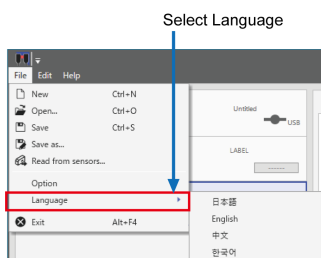 Select Language
File Edit Help
New Ctrl+N
Open... Ctrl+O
Save Ctrl+S
Save as...
Read from sensors...
Option
Language
Exit Alt+F4
Untitled
USB
LABEL
日本語
English
中文
한국어